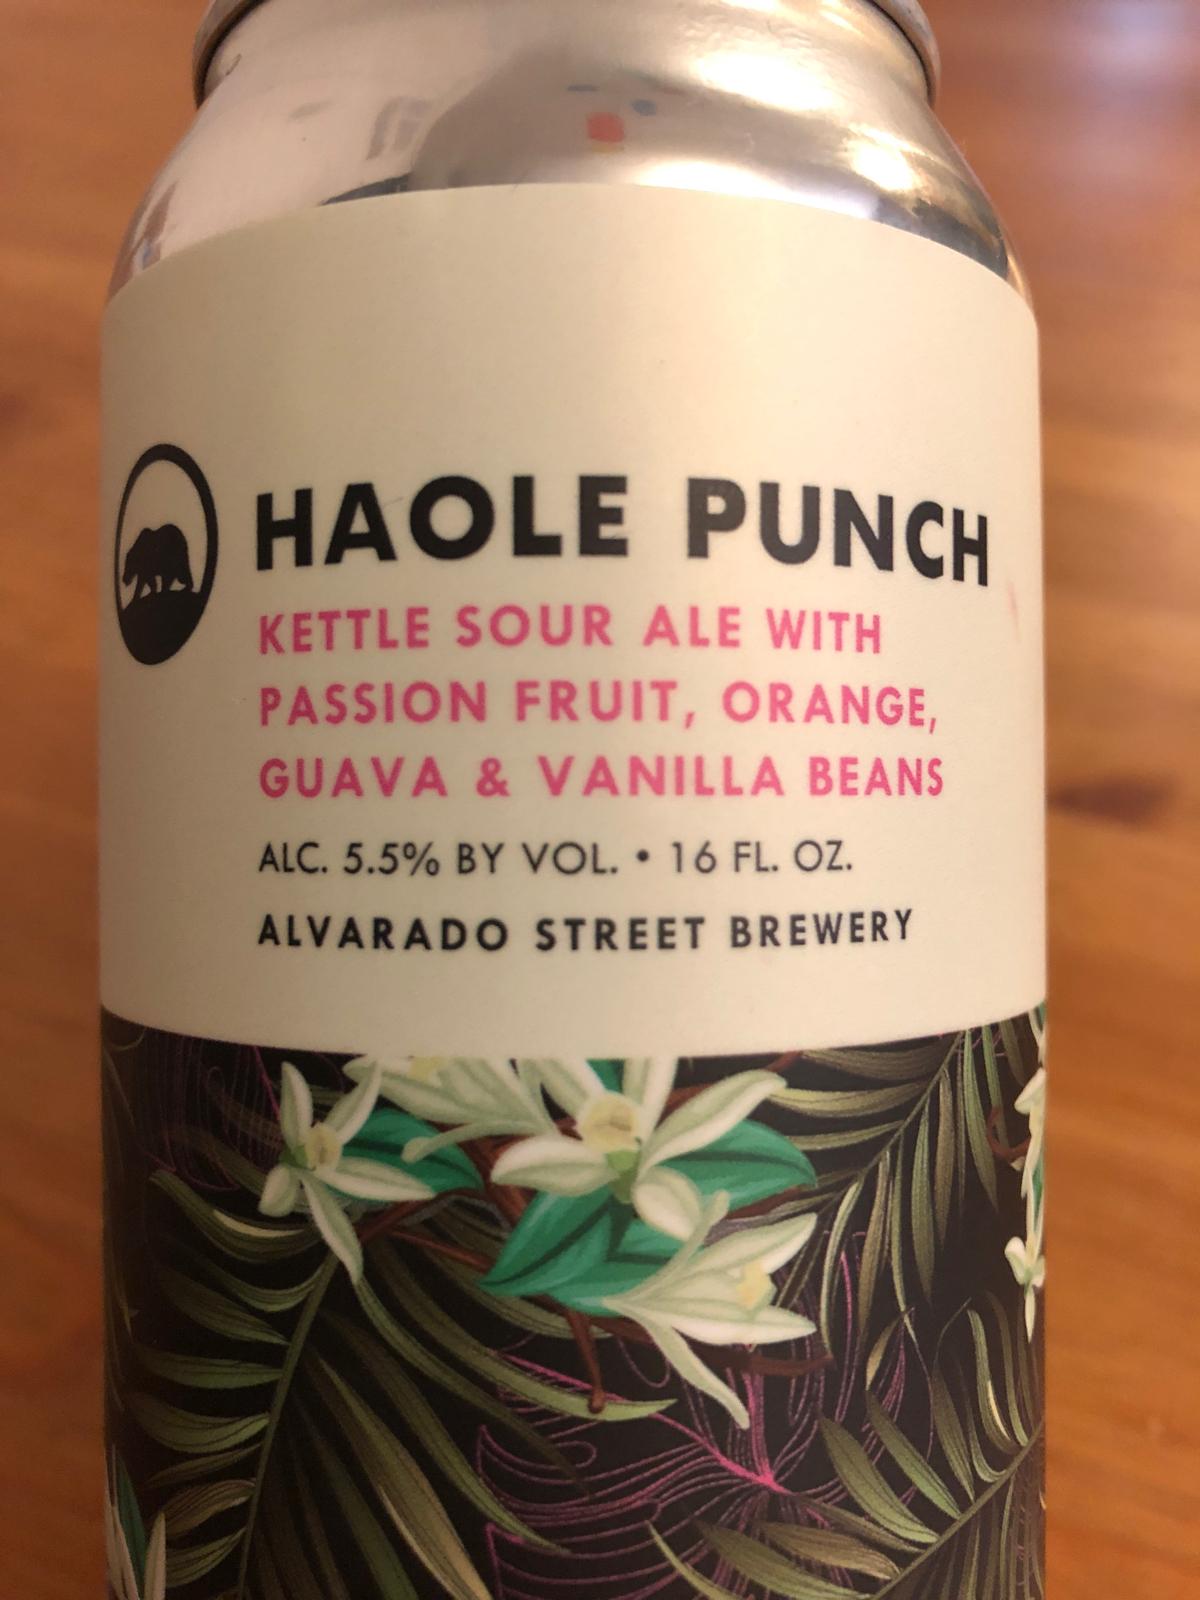 HAOLE PUNCH
KETTLE SOUR ALE WITH
PASSION FRUIT, ORANGE,
GUAVA & VANILLA BEANS
ALC. 5.5% BY VOL. • 16 FL. OZ.
ALVARADO STREET BREWERY